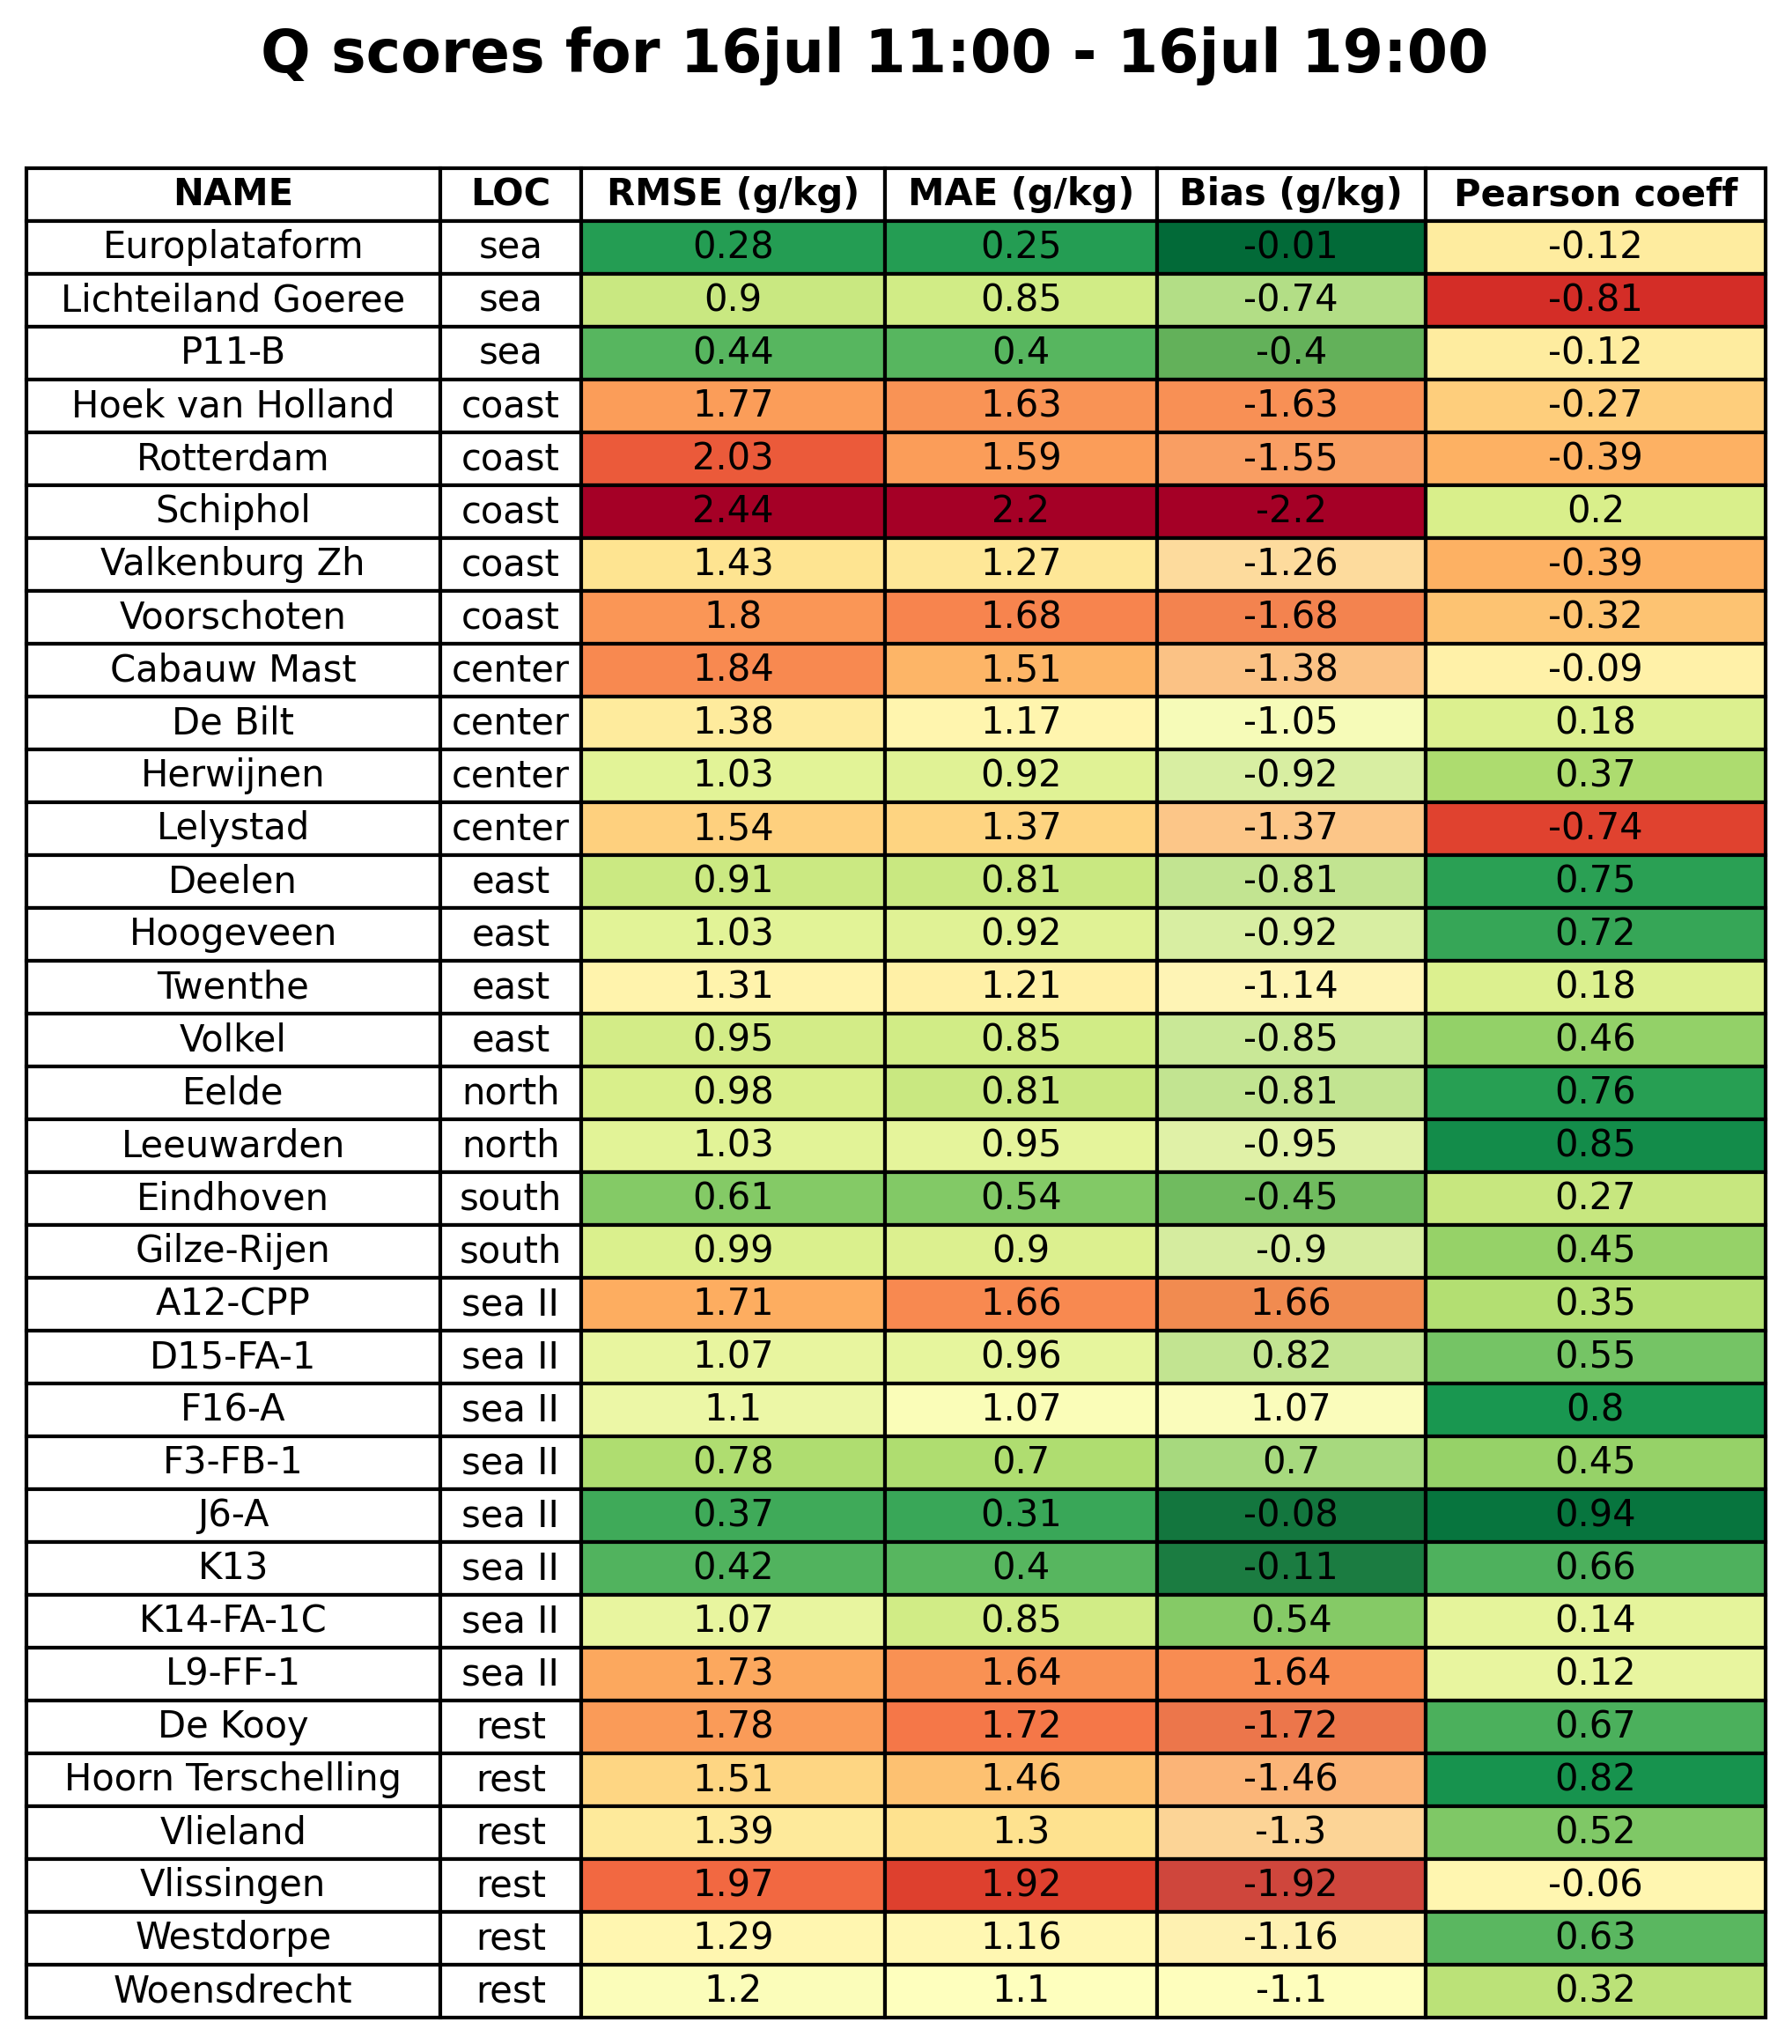 Q scores for 16jul 11:00 - 16jul 19:00
NAME LOC RMSE (g/kg) MAE (g/kg) Bias (g/kg) Pearson coeff
Europlataform sea 0.28 0.25 -0.01 -0.12
Lichteiland Goeree sea 0.9 0.85 -0.74 -0.81
P11-B sea 0.44 0.4 -0.4 -0.12
Hoek van Holland coast 1.77 1.63 -1.63 -0.27
Rotterdam coast 2.03 1.59 -1.55 -0.39
Schiphol coast 2.44 2.2 -2.2 0.2
Valkenburg Zh coast 1.43 1.27 -1.26 -0.39
Voorschoten coast 1.8 1.68 -1.68 -0.32
Cabauw Mast center 1.84 1.51 -1.38 -0.09
De Bilt center 1.38 1.17 -1.05 0.18
Herwijnen center 1.03 0.92 -0.92 0.37
Lelystad center 1.54 1.37 -1.37 -0.74
Deelen east 0.91 0.81 -0.81 0.75
Hoogeveen east 1.03 0.92 -0.92 0.72
Twenthe east 1.31 1.21 -1.14 0.18
Volkel east 0.95 0.85 -0.85 0.46
Eelde north 0.98 0.81 -0.81 0.76
Leeuwarden north 1.03 0.95 -0.95 0.85
Eindhoven south 0.61 0.54 -0.45 0.27
Gilze-Rijen south 0.99 0.9 -0.9 0.45
A12-CPP sea II 1.71 1.66 1.66 0.35
D15-FA-1 sea II 1.07 0.96 0.82 0.55
F16-A sea II 1.1 1.07 1.07 0.8
F3-FB-1 sea II 0.78 0.7 0.7 0.45
J6-A sea II 0.37 0.31 -0.08 0.94
K13 sea II 0.42 0.4 -0.11 0.66
K14-FA-1C sea II 1.07 0.85 0.54 0.14
L9-FF-1 sea II 1.73 1.64 1.64 0.12
De Kooy rest 1.78 1.72 -1.72 0.67
Hoorn Terschelling rest 1.51 1.46 -1.46 0.82
Vlieland rest 1.39 1.3 -1.3 0.52
Vlissingen rest 1.97 1.92 -1.92 -0.06
Westdorpe rest 1.29 1.16 -1.16 0.63
Woensdrecht rest 1.2 1.1 -1.1 0.32